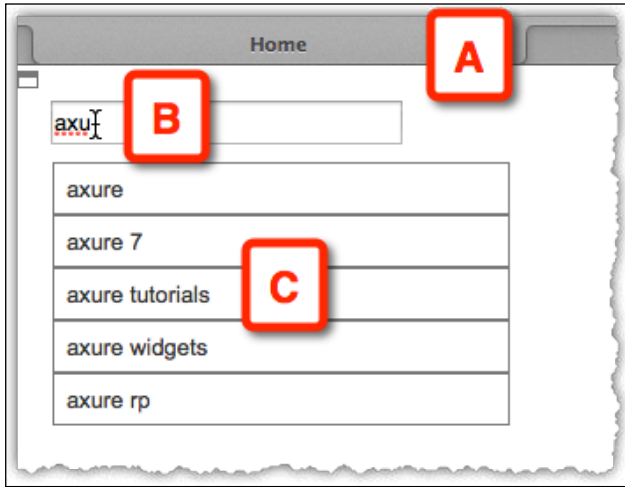 Home
A
axu
B
axure
axure 7
axure tutorials
C
axure widgets
axure rp